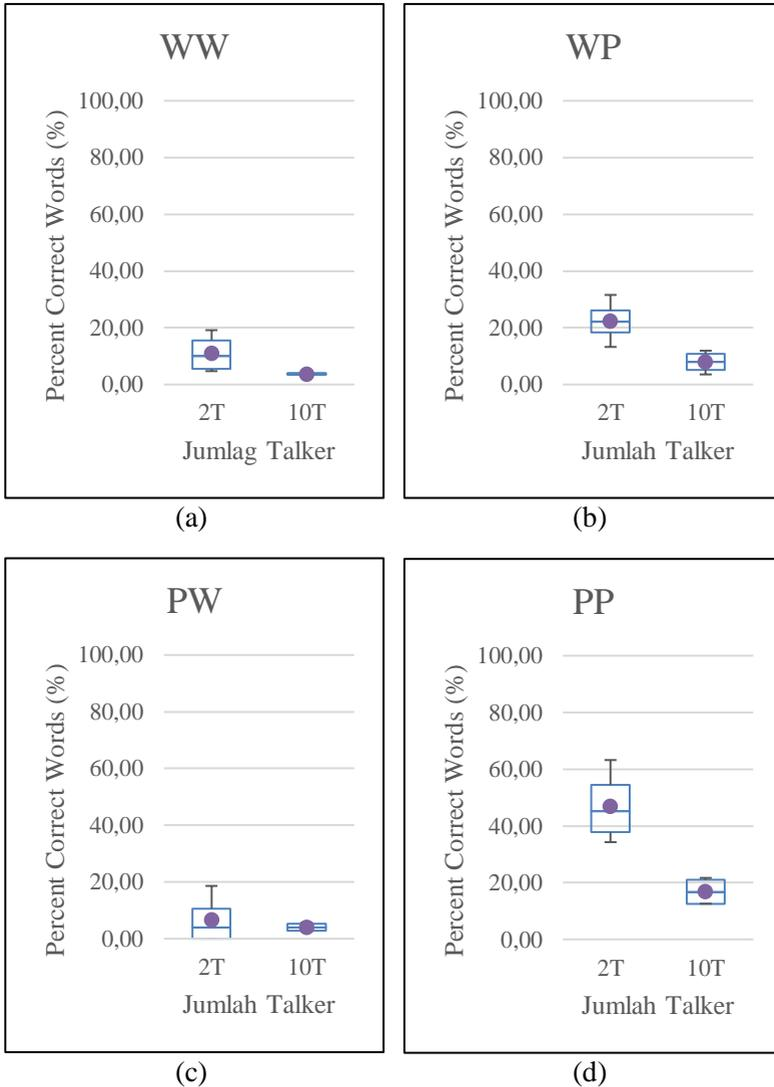 WW
Percent Correct Words (%)
100,00
80,00
60,00
40,00
20,00
0,00
2T 10T
Jumlag Talker
(a)
WP
Percent Correct Words (%)
100,00
80,00
60,00
40,00
20,00
0,00
2T 10T
Jumlah Talker
(b)
PW
Percent Correct Words (%)
100,00
80,00
60,00
40,00
20,00
0,00
2T 10T
Jumlah Talker
(c)
PP
Percent Correct Words (%)
100,00
80,00
60,00
40,00
20,00
0,00
2T 10T
Jumlah Talker
(d)